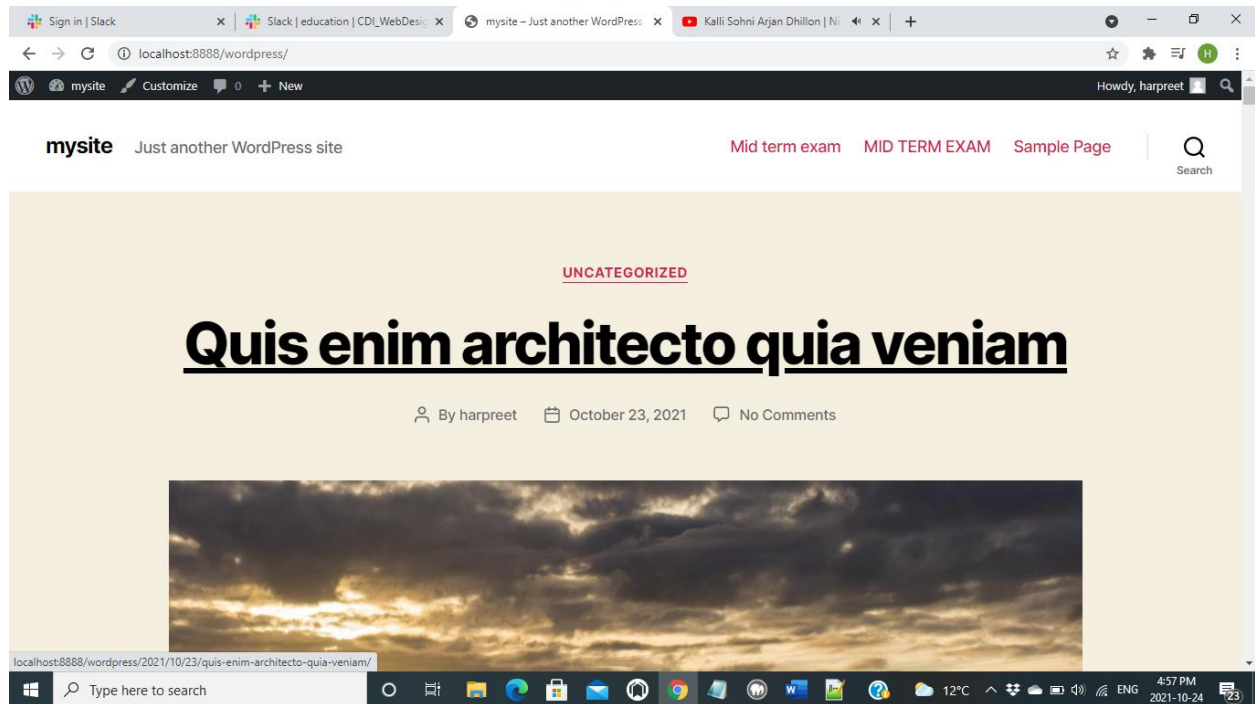 Sign in | Slack
Slack | education | CDI_WebDesig
mysite – Just another WordPress
Kalli Sohni Arjan Dhillon | Ni
localhost:8888/wordpress/
H
mysite Customize 0 + New
Howdy, harpreet
mysite Just another WordPress site
Mid term exam MID TERM EXAM Sample Page
Search
UNCATEGORIZED
Quis enim architecto quia veniam
By harpreet October 23, 2021 No Comments
localhost:8888/wordpress/2021/10/23/quis-enim-architecto-quia-veniam/
Type here to search
12°C
ENG
4:57 PM
2021-10-24
23